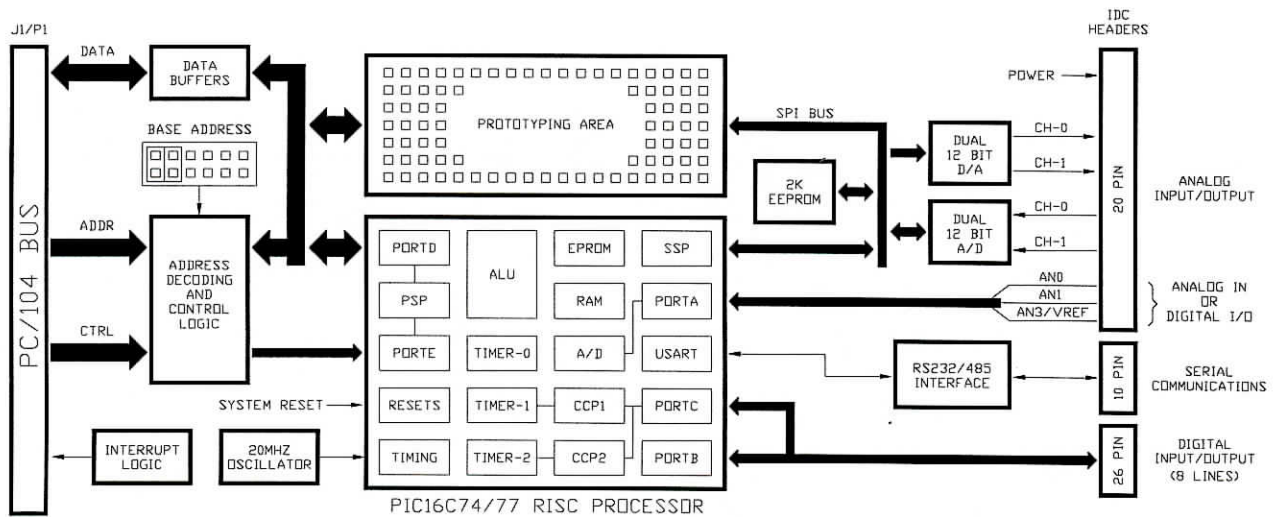 J1/P1
PC/104 BUS
DATA
DATA
BUFFERS
BASE ADDRESS
ADDR
ADDRESS
DECODING
AND
CONTROL
LOGIC
CTRL
SYSTEM RESET
INTERRUPT
LOGIC
20MHZ
OSCILLATOR
PROTOTYPING AREA
PORTD
PSP
PORTE
RESETS
TIMING
ALU
TIMER-0
TIMER-1
TIMER-2
EPROM
RAM
A/D
CCP1
CCP2
SSP
PORTA
USART
PORTC
PORTB
PIC16C74/77 RISC PROCESSOR
SPI BUS
2K
EEPROM
DUAL
12 BIT
D/A
CH-0
CH-1
DUAL
12 BIT
A/D
CH-0
CH-1
POWER
AN0
AN1
AN3/VREF
RS232/485
INTERFACE
IDC
HEADERS
20 PIN
10 PIN
26 PIN
ANALOG
INPUT/OUTPUT
ANALOG IN
OR
DIGITAL I/O
SERIAL
COMMUNICATIONS
DIGITAL
INPUT/OUTPUT
(8 LINES)